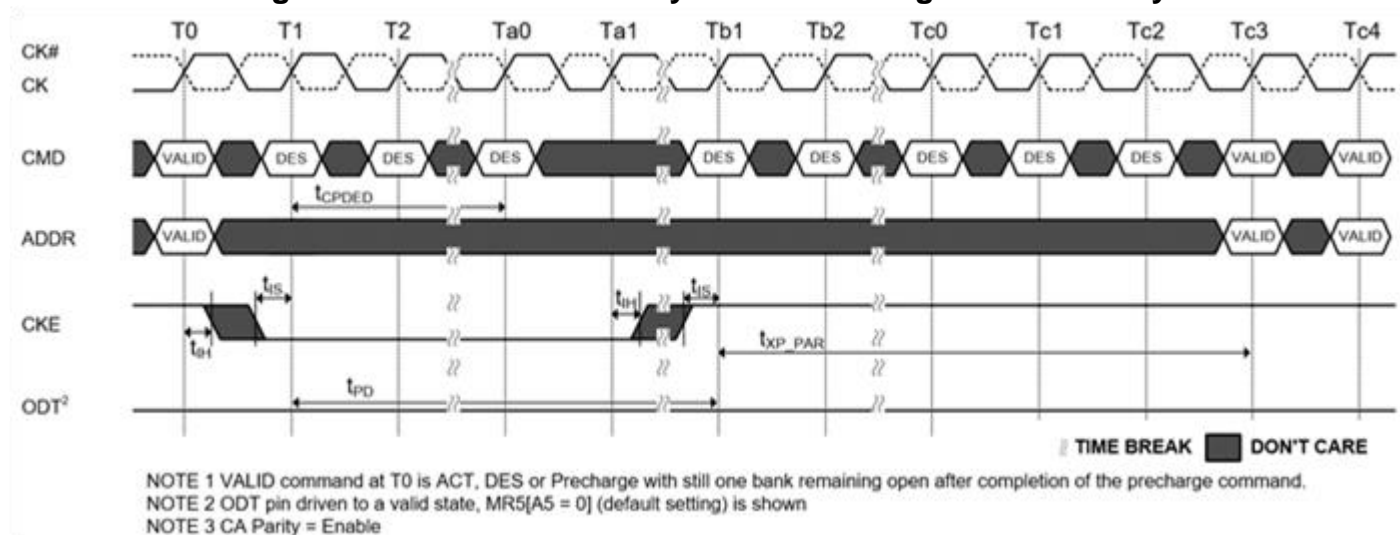 T0 T1 T2 Ta0 Ta1 Tb1 Tb2 Tc0 Tc1 Tc2 Tc3 Tc4
CK#
CK
CMD VALID DES DES DES DES DES DES DES DES VALID VALID
tCPDED
ADDR VALID VALID VALID
tIS tIH tIS
CKE
tIH tXP_PAR
tPD
ODT2
TIME BREAK DON'T CARE
NOTE 1 VALID command at T0 is ACT, DES or Precharge with still one bank remaining open after completion of the precharge command.
NOTE 2 ODT pin driven to a valid state, MR5[A5 = 0] (default setting) is shown
NOTE 3 CA Parity = Enable